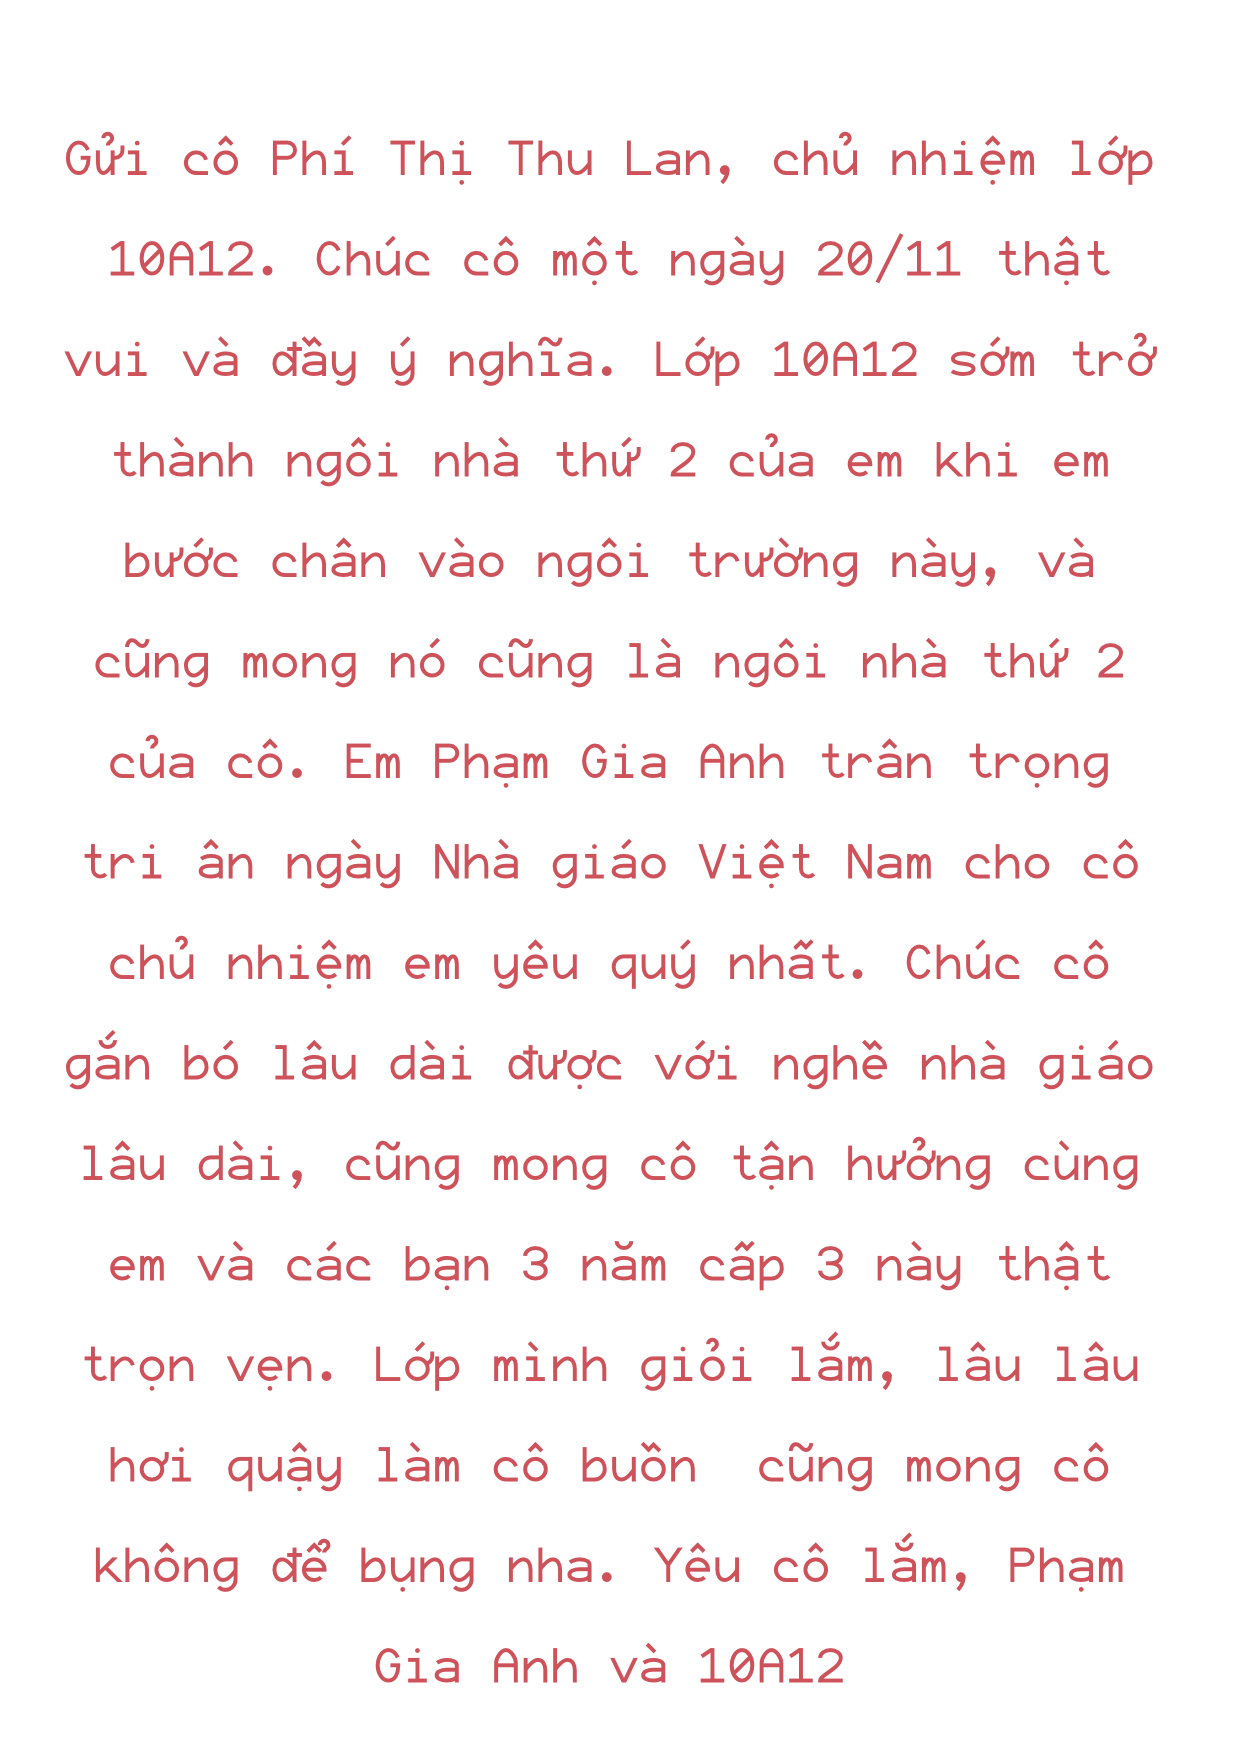 Gửi cô Phí Thị Thu Lan, chủ nhiệm lớp
10A12. Chúc cô một ngày 20/11 thật
vui và đầy ý nghĩa. Lớp 10A12 sớm trở
thành ngôi nhà thứ 2 của em khi em
bước chân vào ngôi trường này, và
cũng mong nó cũng là ngôi nhà thứ 2
của cô. Em Phạm Gia Anh trân trọng
tri ân ngày Nhà giáo Việt Nam cho cô
chủ nhiệm em yêu quý nhất. Chúc cô
gắn bó lâu dài được với nghề nhà giáo
lâu dài, cũng mong cô tận hưởng cùng
em và các bạn 3 năm cấp 3 này thật
trọn vẹn. Lớp mình giỏi lắm, lâu lâu
hơi quậy làm cô buồn  cũng mong cô
không để bụng nha. Yêu cô lắm, Phạm
Gia Anh và 10A12